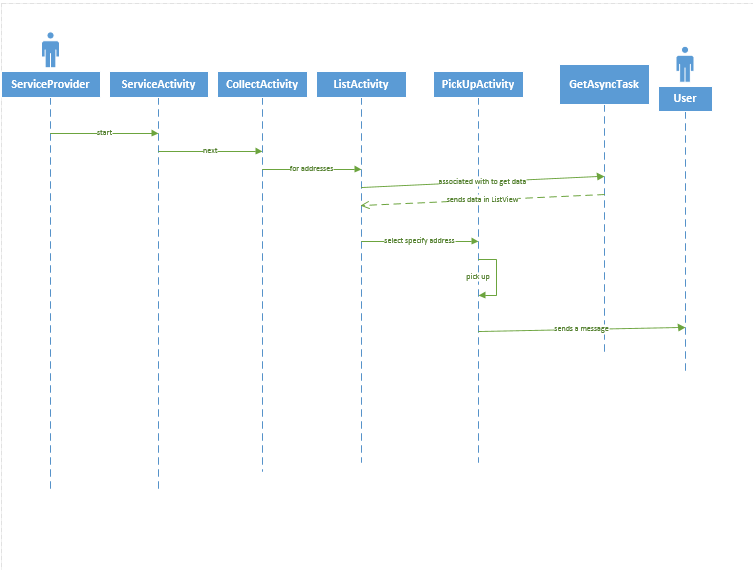 ServiceProvider
ServiceActivity
CollectActivity
ListActivity
PickUpActivity
GetAsyncTask
User
start
next
for addresses
associated with to get data
sends data in ListView
select specify address
pick up
sends a message